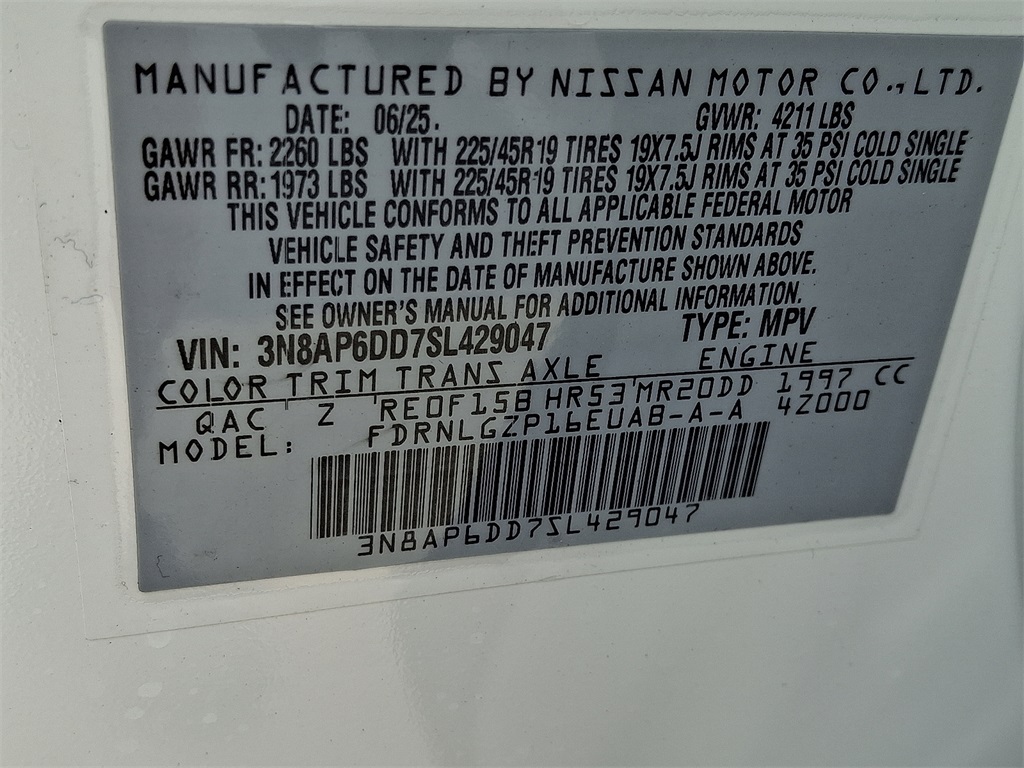 MANUFACTURED BY NISSAN MOTOR CO., LTD.
DATE: 06/25. GVWR: 4211 LBS
GAWR FR: 2260 LBS WITH 225/45R19 TIRES 19X7.5J RIMS AT 35 PSI COLD SINGLE
GAWR RR: 1973 LBS WITH 225/45R19 TIRES 19X7.5J RIMS AT 35 PSI COLD SINGLE
THIS VEHICLE CONFORMS TO ALL APPLICABLE FEDERAL MOTOR
VEHICLE SAFETY AND THEFT PREVENTION STANDARDS
IN EFFECT ON THE DATE OF MANUFACTURE SHOWN ABOVE.
SEE OWNER'S MANUAL FOR ADDITIONAL INFORMATION.
VIN: 3N8AP6DD7SL429047 TYPE: MPV
COLOR TRIM TRANS AXLE ENGINE
QAC Z RE0F15B HR53 MR20DD 1997 CC
MODEL: FDRNLGZP16EUAB-A-A 42000
3N8AP6DD7SL429047